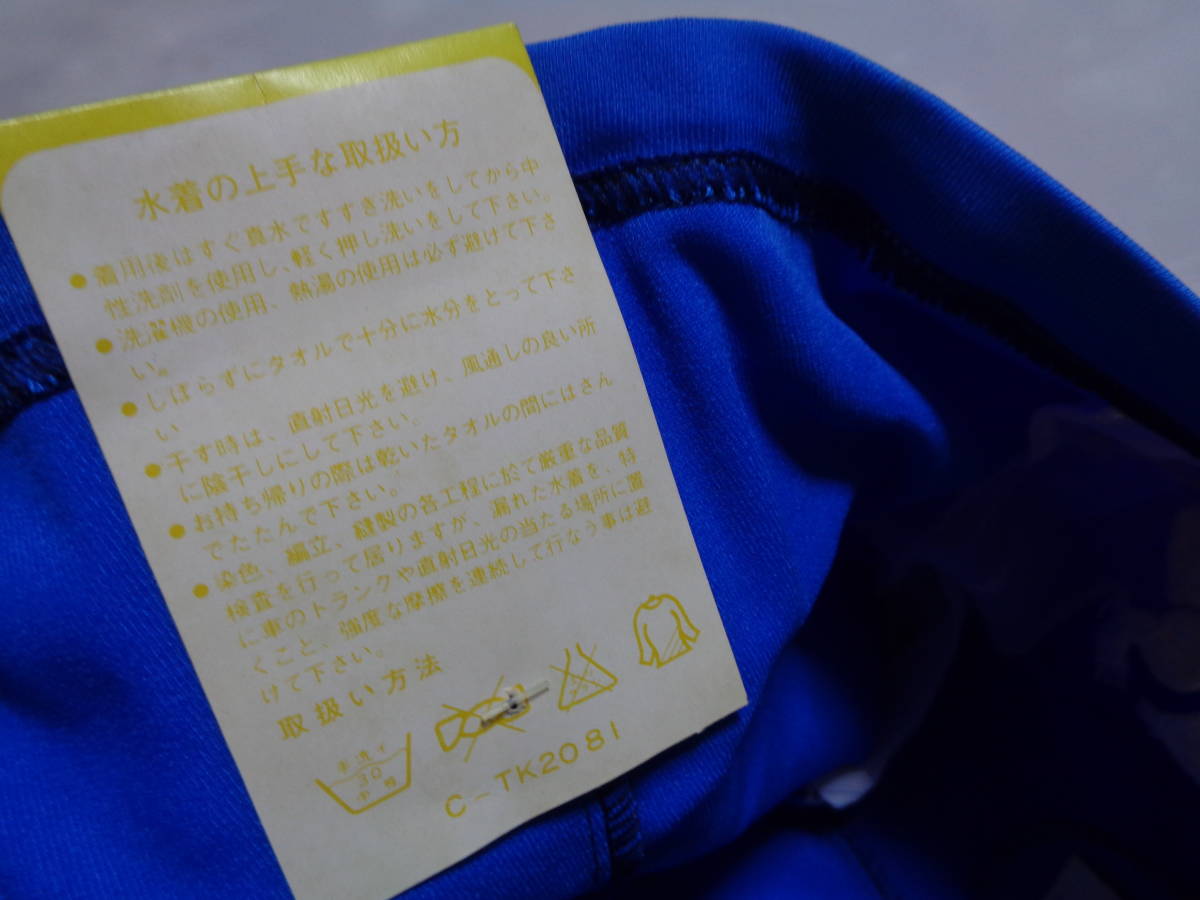 水着の上手な取扱い方
●着用後はすぐ真水ですすぎ洗いをしてから中
性洗剤を使用し、軽く押し洗いをして下さい。
●洗濯機の使用、熱湯の使用は必ず避けて下さ
い。
●しぼらずにタオルで十分に水分をとって下さ
い
●干す時は、直射日光を避け、風通しの良い所
に陰干しにして下さい.
●お持ち帰りの際は乾いたタオルの間にはさん
でたたんで下さい。
●染色、編立、縫製の各工程に於て厳重な品質
検査を行って居りますが、漏れた水着を、特
に車のトランクや直射日光の当たる場所に置
くこと、強度な摩擦を連続して行なう事は避
けて下さい。
取扱い方法
手洗イ
30
中性
C-TK2081